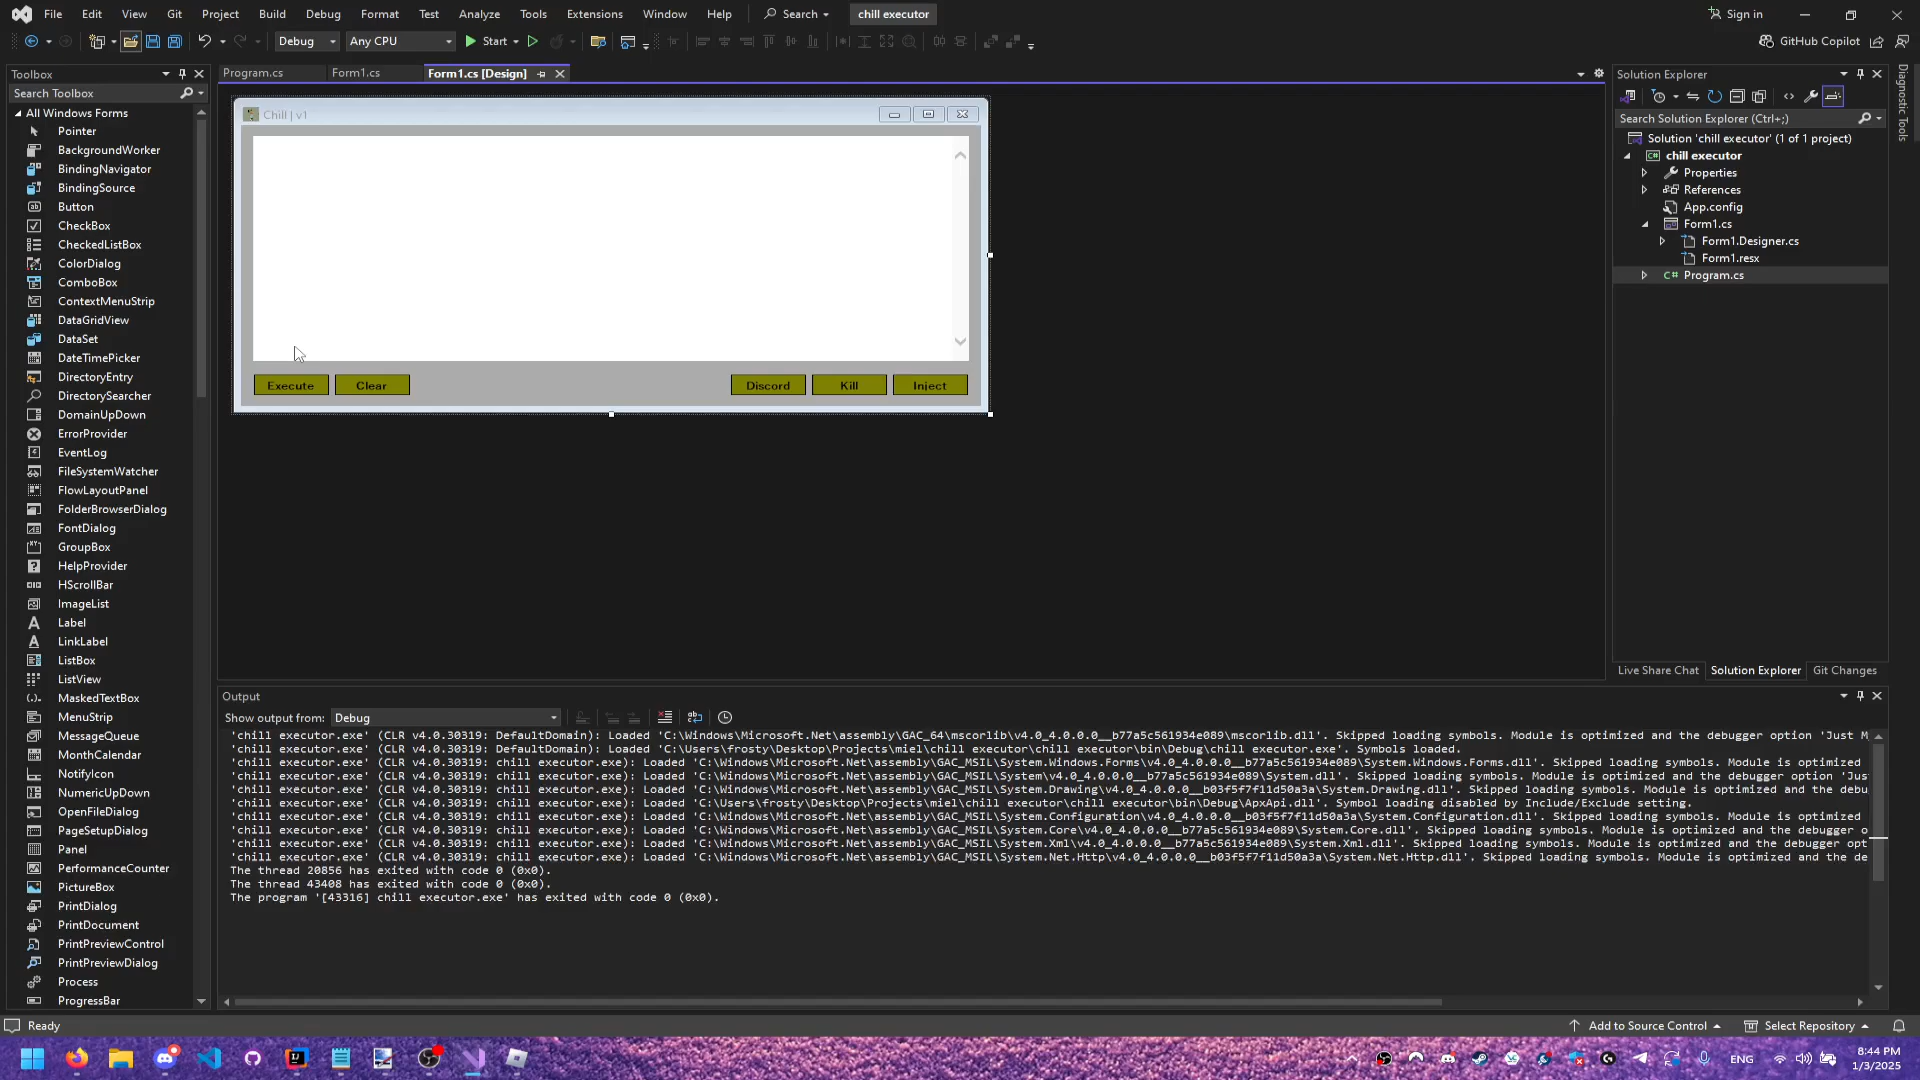 File Edit View Git Project Build Debug Format Test Analyze Tools Extensions Window Help Search chill executor Sign in
Debug Any CPU Start GitHub Copilot
Toolbox
Search Toolbox
All Windows Forms
Pointer
BackgroundWorker
BindingNavigator
BindingSource
Button
CheckBox
CheckedListBox
ColorDialog
ComboBox
ContextMenuStrip
DataGridView
DataSet
DateTimePicker
DirectoryEntry
DirectorySearcher
DomainUpDown
ErrorProvider
EventLog
FileSystemWatcher
FlowLayoutPanel
FolderBrowserDialog
FontDialog
GroupBox
HelpProvider
HScrollBar
ImageList
Label
LinkLabel
ListBox
ListView
MaskedTextBox
MenuStrip
MessageQueue
MonthCalendar
NotifyIcon
NumericUpDown
OpenFileDialog
PageSetupDialog
Panel
PerformanceCounter
PictureBox
PrintDialog
PrintDocument
PrintPreviewControl
PrintPreviewDialog
Process
ProgressBar
Program.cs Form1.cs Form1.cs [Design]
Chill | v1
Execute Clear Discord Kill Inject
Solution Explorer
Search Solution Explorer (Ctrl+;)
Solution 'chill executor' (1 of 1 project)
chill executor
Properties
References
App.config
Form1.cs
Form1.Designer.cs
Form1.resx
C# Program.cs
Live Share Chat Solution Explorer Git Changes
Diagnostic Tools
Output
Show output from: Debug
'chill executor.exe' (CLR v4.0.30319: DefaultDomain): Loaded 'C:\Windows\Microsoft.Net\assembly\GAC_64\mscorlib\v4.0_4.0.0.0__b77a5c561934e089\mscorlib.dll'. Skipped loading symbols. Module is optimized and the debugger option 'Just M
'chill executor.exe' (CLR v4.0.30319: DefaultDomain): Loaded 'C:\Users\frosty\Desktop\Projects\miel\chill executor\chill executor\bin\Debug\chill executor.exe'. Symbols loaded.
'chill executor.exe' (CLR v4.0.30319: chill executor.exe): Loaded 'C:\Windows\Microsoft.Net\assembly\GAC_MSIL\System.Windows.Forms\v4.0_4.0.0.0__b77a5c561934e089\System.Windows.Forms.dll'. Skipped loading symbols. Module is optimized
'chill executor.exe' (CLR v4.0.30319: chill executor.exe): Loaded 'C:\Windows\Microsoft.Net\assembly\GAC_MSIL\System\v4.0_4.0.0.0__b77a5c561934e089\System.dll'. Skipped loading symbols. Module is optimized and the debugger option 'Jus
'chill executor.exe' (CLR v4.0.30319: chill executor.exe): Loaded 'C:\Windows\Microsoft.Net\assembly\GAC_MSIL\System.Drawing\v4.0_4.0.0.0__b03f5f7f11d50a3a\System.Drawing.dll'. Skipped loading symbols. Module is optimized and the debu
'chill executor.exe' (CLR v4.0.30319: chill executor.exe): Loaded 'C:\Users\frosty\Desktop\Projects\miel\chill executor\chill executor\bin\Debug\ApxApi.dll'. Symbol loading disabled by Include/Exclude setting.
'chill executor.exe' (CLR v4.0.30319: chill executor.exe): Loaded 'C:\Windows\Microsoft.Net\assembly\GAC_MSIL\System.Configuration\v4.0_4.0.0.0__b03f5f7f11d50a3a\System.Configuration.dll'. Skipped loading symbols. Module is optimized
'chill executor.exe' (CLR v4.0.30319: chill executor.exe): Loaded 'C:\Windows\Microsoft.Net\assembly\GAC_MSIL\System.Core\v4.0_4.0.0.0__b77a5c561934e089\System.Core.dll'. Skipped loading symbols. Module is optimized and the debugger o
'chill executor.exe' (CLR v4.0.30319: chill executor.exe): Loaded 'C:\Windows\Microsoft.Net\assembly\GAC_MSIL\System.Xml\v4.0_4.0.0.0__b77a5c561934e089\System.Xml.dll'. Skipped loading symbols. Module is optimized and the debugger opt
'chill executor.exe' (CLR v4.0.30319: chill executor.exe): Loaded 'C:\Windows\Microsoft.Net\assembly\GAC_MSIL\System.Net.Http\v4.0_4.0.0.0__b03f5f7f11d50a3a\System.Net.Http.dll'. Skipped loading symbols. Module is optimized and the de
The thread 20856 has exited with code 0 (0x0).
The thread 43408 has exited with code 0 (0x0).
The program '[43316] chill executor.exe' has exited with code 0 (0x0).
Ready Add to Source Control Select Repository
ENG 8:44 PM
1/3/2025